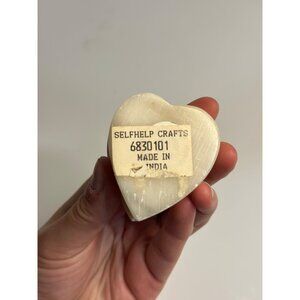 SELFHELP CRAFTS
6830101
MADE IN
INDIA